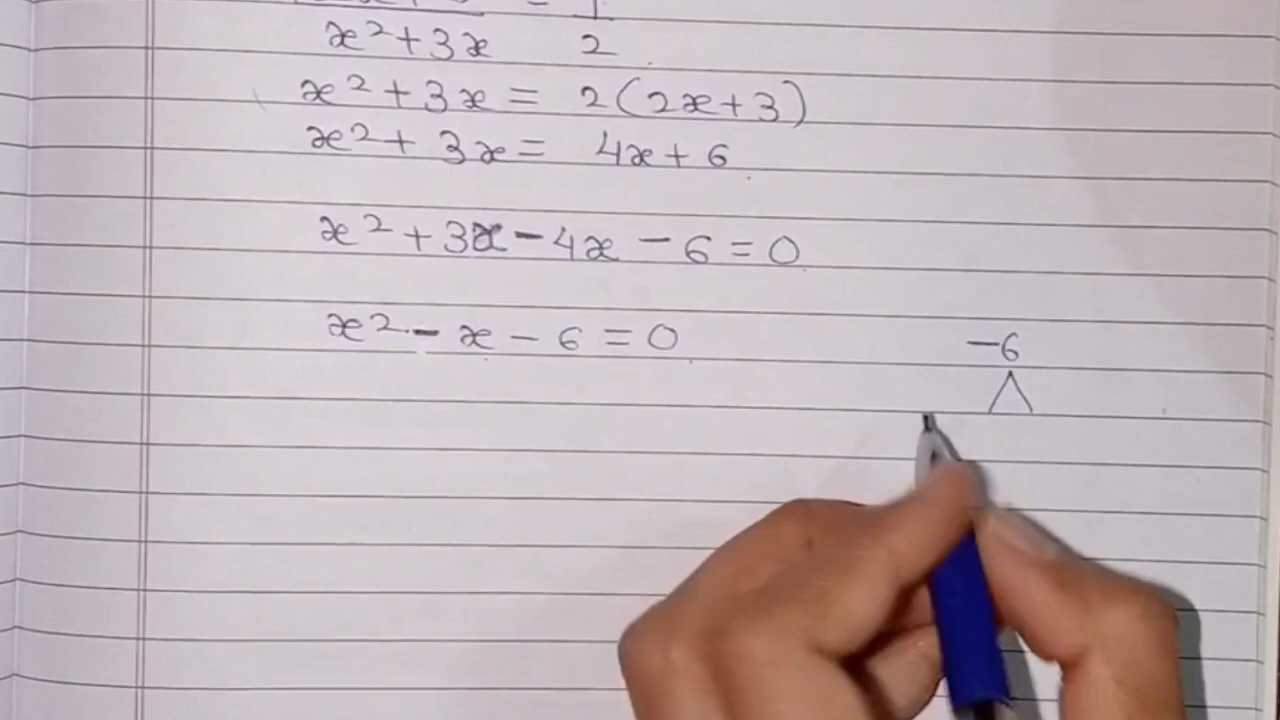 x² + 3x 2
x² + 3x = 2(2x+3)
x² + 3x = 4x + 6
x² + 3x - 4x - 6 = 0
x² - x - 6 = 0
-6